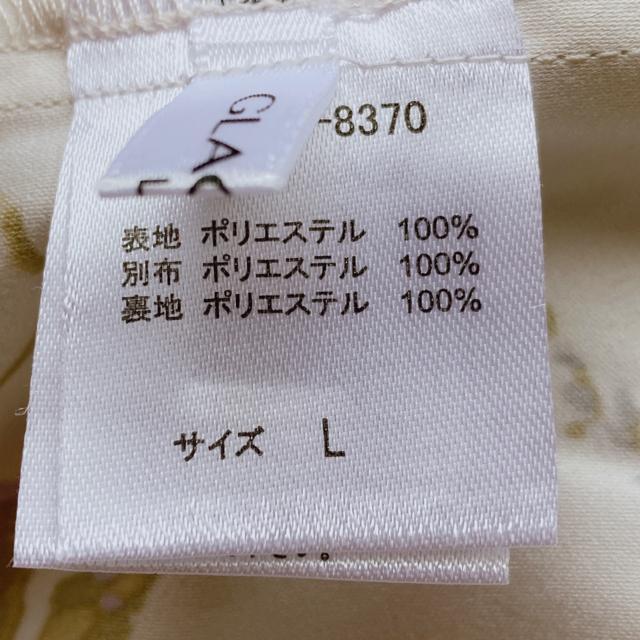 GLAC
-8370
表地 ポリエステル 100%
別布 ポリエステル 100%
裏地 ポリエステル 100%
サイズ L